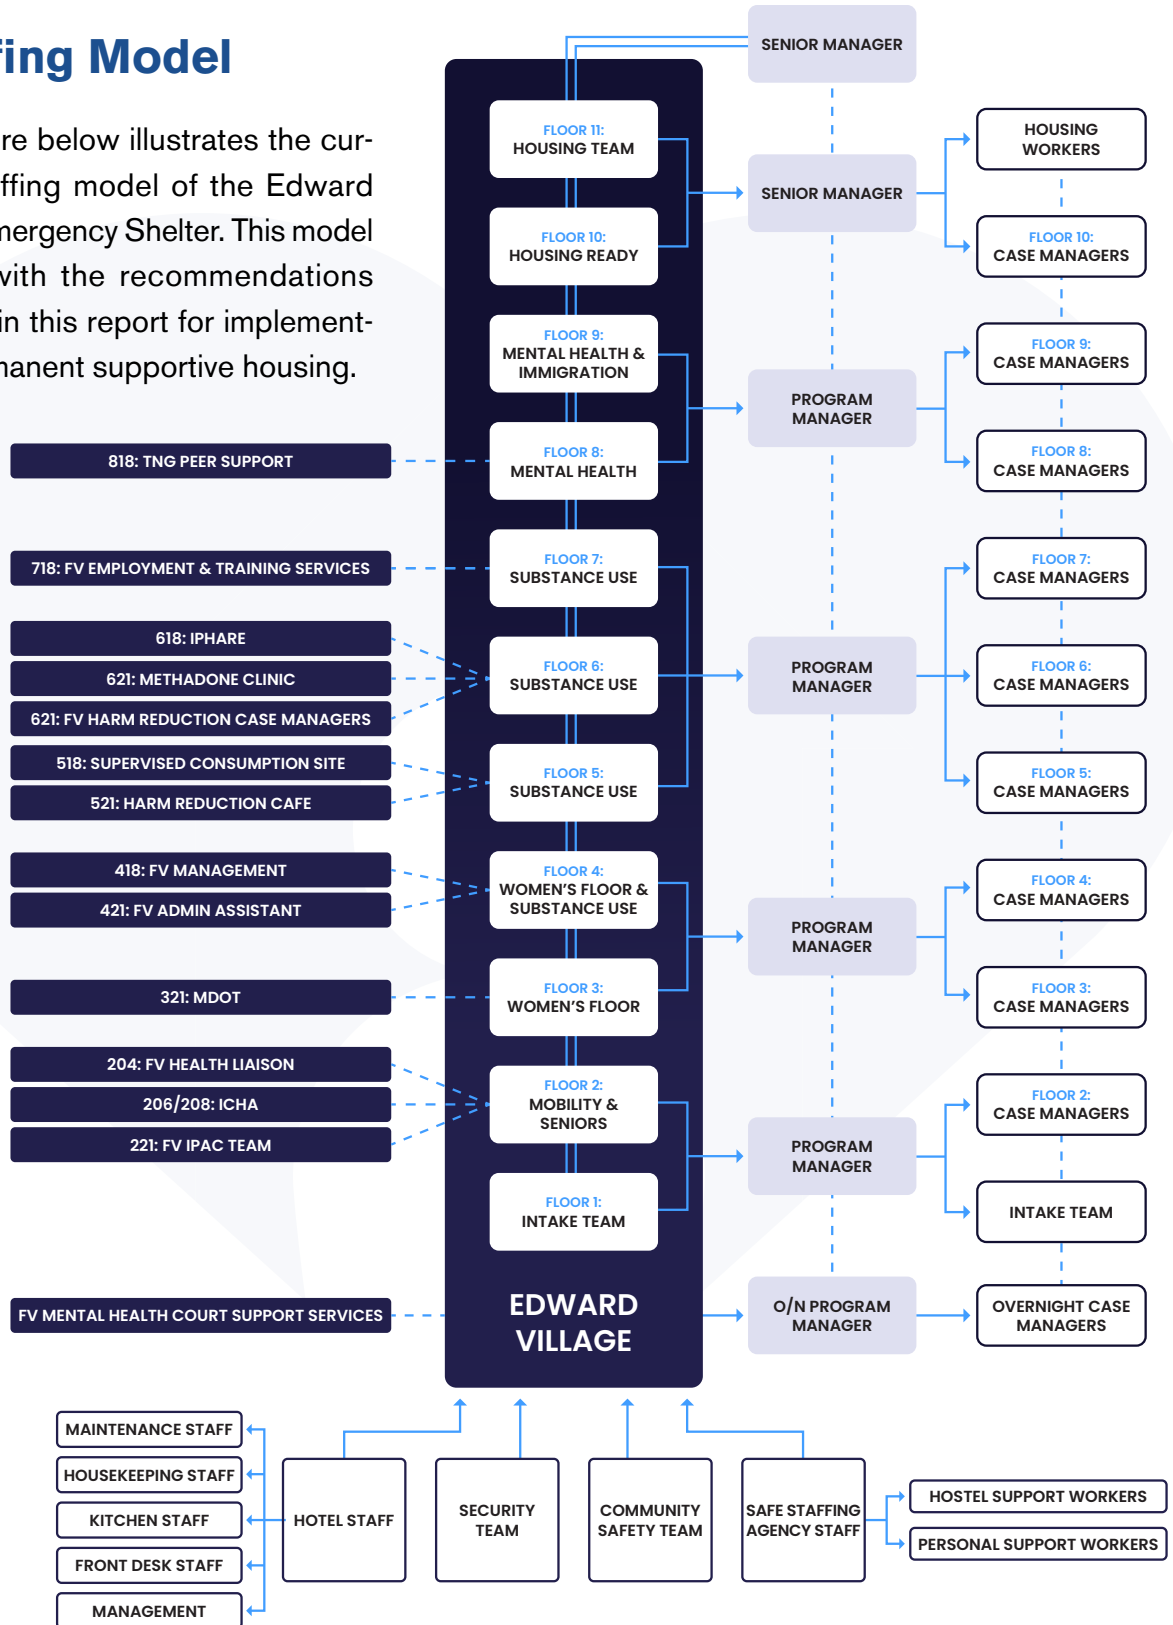 fing Model
re below illustrates the cur-
ffing model of the Edward
mergency Shelter. This model
with the recommendations
in this report for implement-
manent supportive housing.
SENIOR MANAGER
FLOOR 11:
HOUSING TEAM
FLOOR 10:
HOUSING READY
SENIOR MANAGER
HOUSING
WORKERS
FLOOR 10:
CASE MANAGERS
FLOOR 9:
MENTAL HEALTH &
IMMIGRATION
FLOOR 8:
MENTAL HEALTH
PROGRAM
MANAGER
FLOOR 9:
CASE MANAGERS
FLOOR 8:
CASE MANAGERS
818: TNG PEER SUPPORT
718: FV EMPLOYMENT & TRAINING SERVICES
618: IPHARE
621: METHADONE CLINIC
621: FV HARM REDUCTION CASE MANAGERS
518: SUPERVISED CONSUMPTION SITE
521: HARM REDUCTION CAFE
FLOOR 7:
SUBSTANCE USE
FLOOR 6:
SUBSTANCE USE
FLOOR 5:
SUBSTANCE USE
PROGRAM
MANAGER
FLOOR 7:
CASE MANAGERS
FLOOR 6:
CASE MANAGERS
FLOOR 5:
CASE MANAGERS
418: FV MANAGEMENT
421: FV ADMIN ASSISTANT
321: MDOT
FLOOR 4:
WOMEN'S FLOOR &
SUBSTANCE USE
FLOOR 3:
WOMEN'S FLOOR
PROGRAM
MANAGER
FLOOR 4:
CASE MANAGERS
FLOOR 3:
CASE MANAGERS
204: FV HEALTH LIAISON
206/208: ICHA
221: FV IPAC TEAM
FLOOR 2:
MOBILITY &
SENIORS
FLOOR 1:
INTAKE TEAM
PROGRAM
MANAGER
FLOOR 2:
CASE MANAGERS
INTAKE TEAM
FV MENTAL HEALTH COURT SUPPORT SERVICES
EDWARD
VILLAGE
O/N PROGRAM
MANAGER
OVERNIGHT CASE
MANAGERS
MAINTENANCE STAFF
HOUSEKEEPING STAFF
KITCHEN STAFF
FRONT DESK STAFF
MANAGEMENT
HOTEL STAFF
SECURITY
TEAM
COMMUNITY
SAFETY TEAM
SAFE STAFFING
AGENCY STAFF
HOSTEL SUPPORT WORKERS
PERSONAL SUPPORT WORKERS